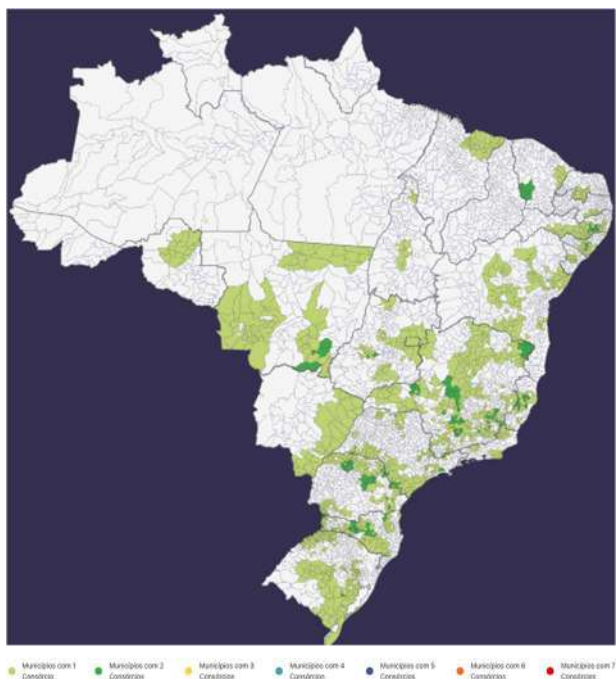 Municípios com 1
Consórcio
Municípios com 2
Consórcios
Municípios com 3
Consórcios
Municípios com 4
Consórcios
Municípios com 5
Consórcios
Municípios com 6
Consórcios
Municípios com 7
Consórcios